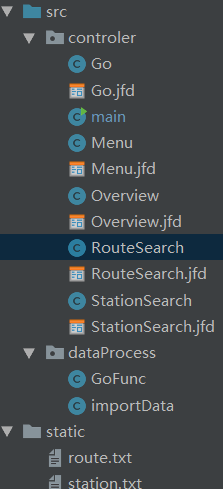 src
controler
Go
Go.jfd
main
Menu
Menu.jfd
Overview
Overview.jfd
RouteSearch
RouteSearch.jfd
StationSearch
StationSearch.jfd
dataProcess
GoFunc
importData
static
route.txt
station.txt